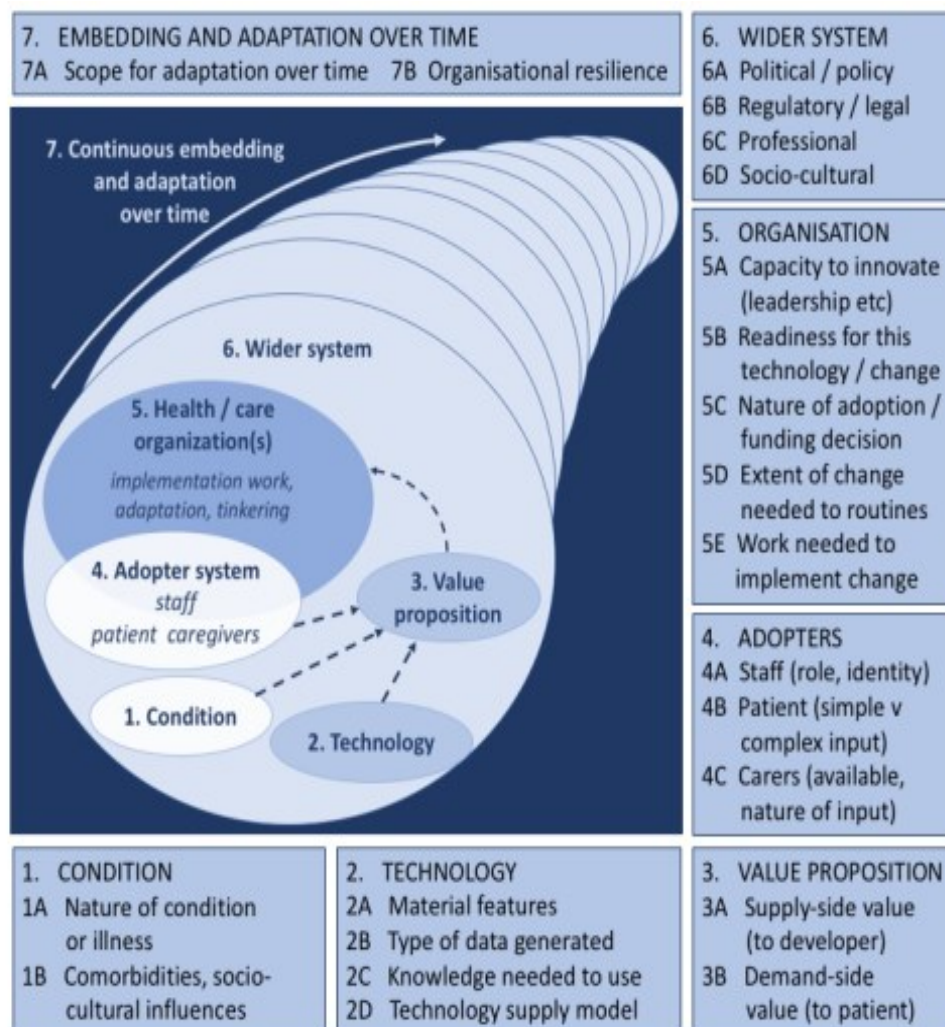 7. EMBEDDING AND ADAPTATION OVER TIME
7A Scope for adaptation over time 7B Organisational resilience
7. Continuous embedding
and adaptation
over time
6. Wider system
5. Health / care
organization(s)
implementation work,
adaptation, tinkering
4. Adopter system
staff
patient caregivers
3. Value
proposition
1. Condition
2. Technology
6. WIDER SYSTEM
6A Political / policy
6B Regulatory / legal
6C Professional
6D Socio-cultural
5. ORGANISATION
5A Capacity to innovate
(leadership etc)
5B Readiness for this
technology / change
5C Nature of adoption /
funding decision
5D Extent of change
needed to routines
5E Work needed to
implement change
4. ADOPTERS
4A Staff (role, identity)
4B Patient (simple v
complex input)
4C Carers (available,
nature of input)
1. CONDITION
1A Nature of condition
or illness
1B Comorbidities, socio-
cultural influences
2. TECHNOLOGY
2A Material features
2B Type of data generated
2C Knowledge needed to use
2D Technology supply model
3. VALUE PROPOSITION
3A Supply-side value
(to developer)
3B Demand-side
value (to patient)